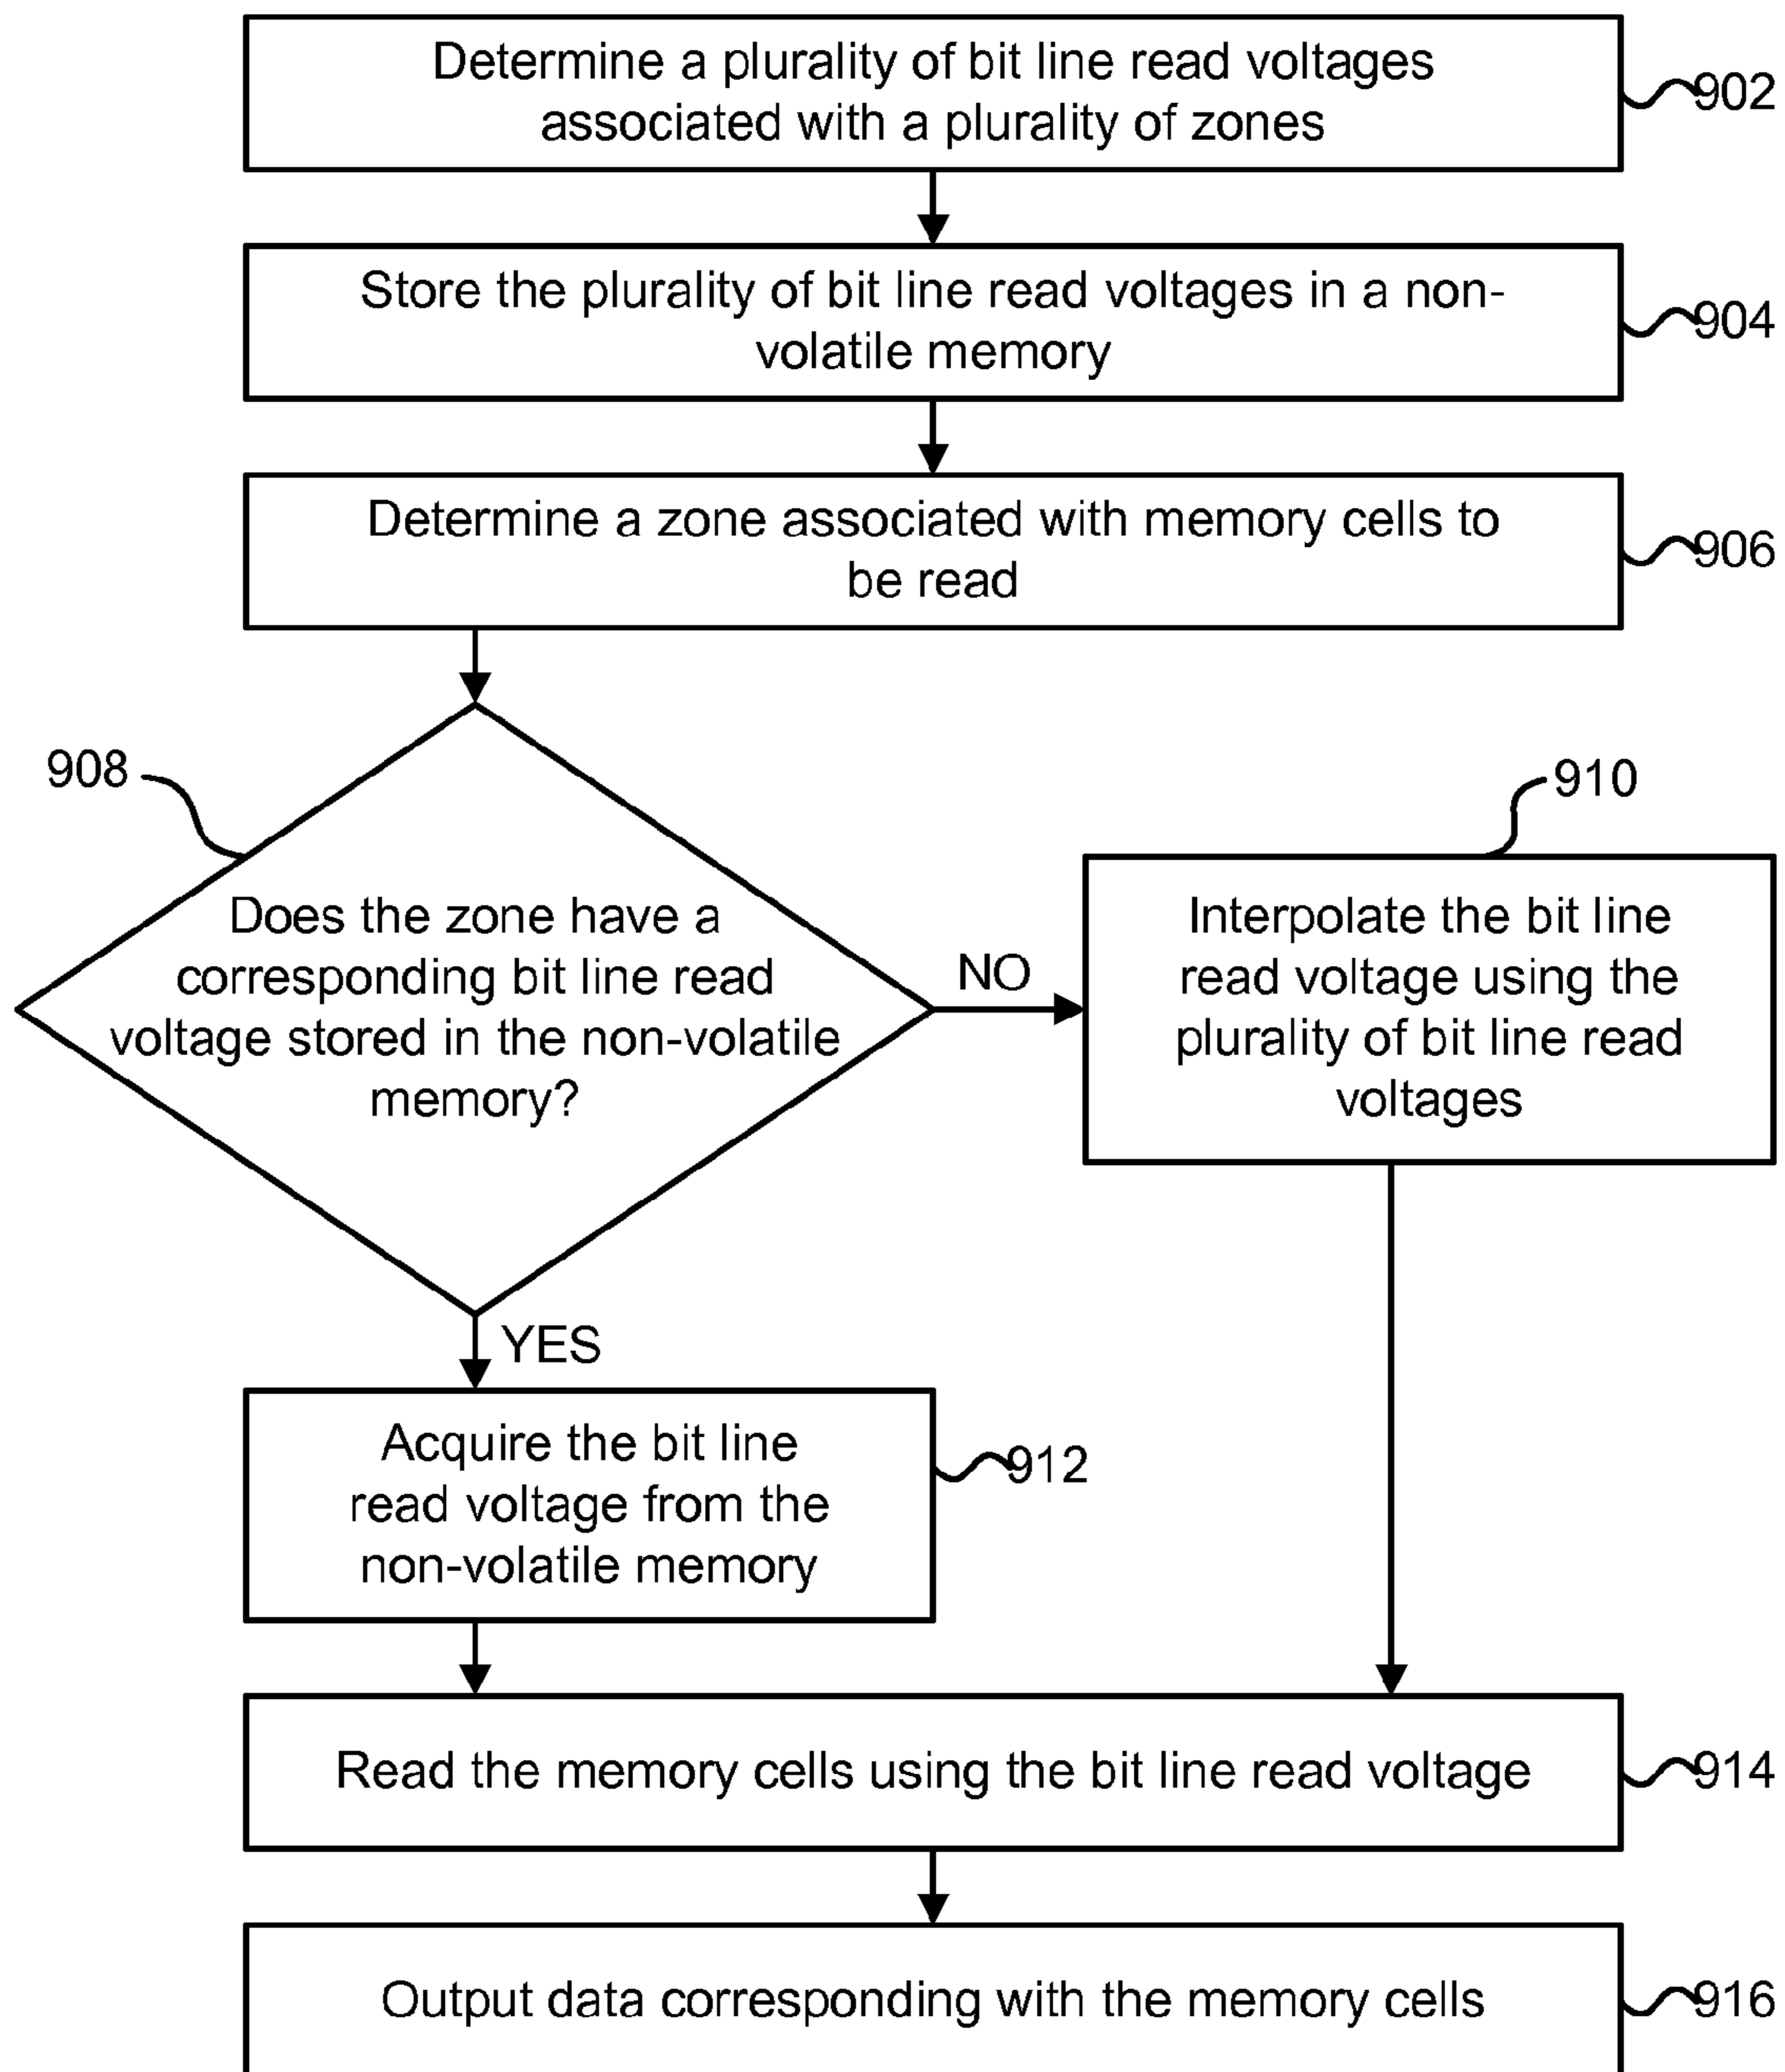 Determine a plurality of bit line read voltages
associated with a plurality of zones
902
Store the plurality of bit line read voltages in a non-
volatile memory
904
Determine a zone associated with memory cells to
be read
906
908
Does the zone have a
corresponding bit line read
voltage stored in the non-volatile
memory?
NO
910
Interpolate the bit line
read voltage using the
plurality of bit line read
voltages
YES
Acquire the bit line
read voltage from the
non-volatile memory
912
Read the memory cells using the bit line read voltage
914
Output data corresponding with the memory cells
916